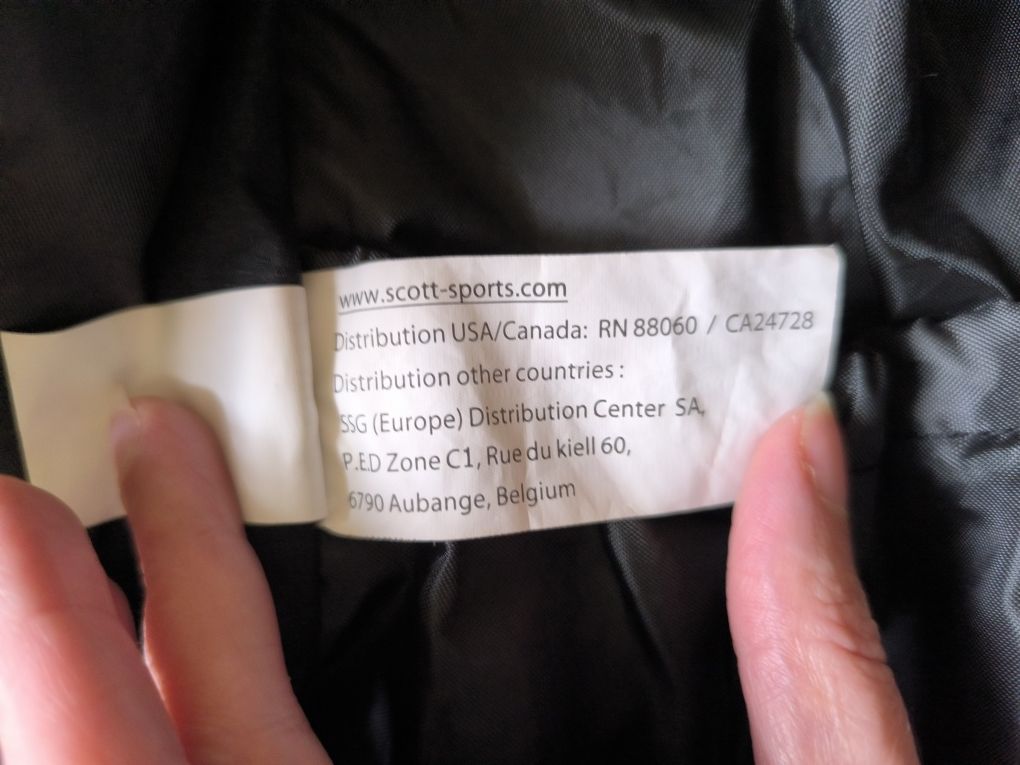 www.scott-sports.com
Distribution USA/Canada: RN 88060 / CA24728
Distribution other countries :
SSG (Europe) Distribution Center SA,
P.E.D Zone C1, Rue du kiell 60,
6790 Aubange, Belgium